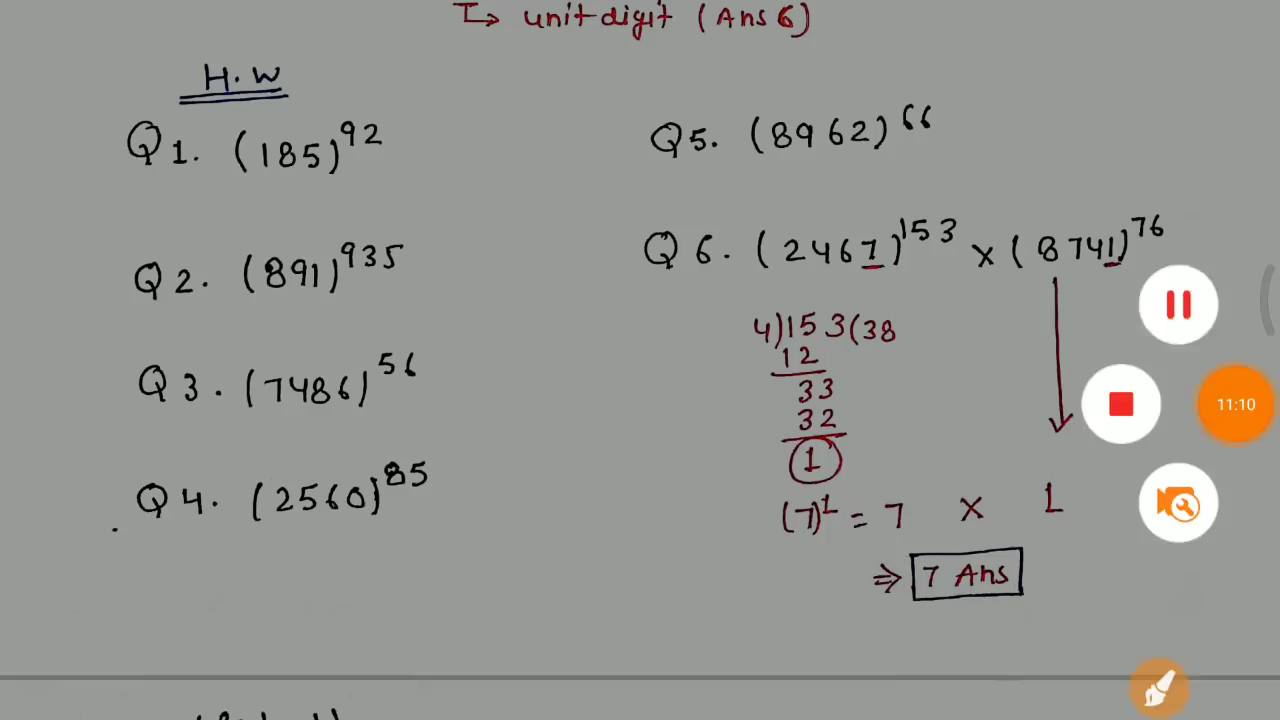 ↳ unit digit (Ans 6)
H.W
Q1. (185)^92
Q2. (891)^935
Q3. (7486)^56
Q4. (2560)^85
Q5. (8962)^66
Q6. (2467)^153 × (8741)^76
4)153(38
12
33
32
1
(7)^1 = 7 × 1
⇒ 7 Ans
11:10